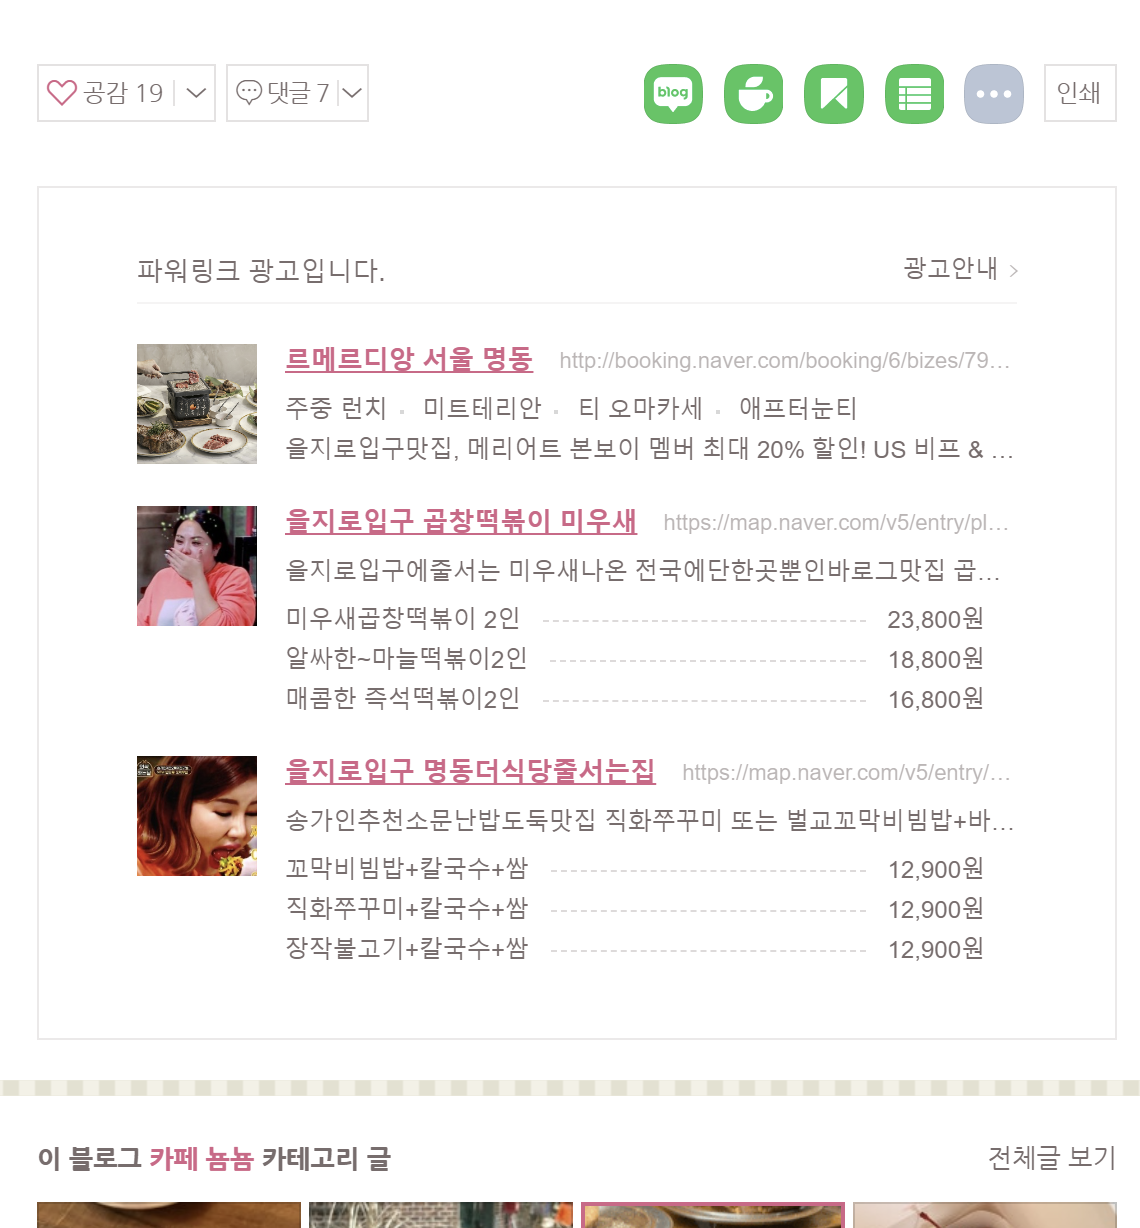 공감 19
댓글 7
blog
인쇄
파워링크 광고입니다.
광고안내
르메르디앙 서울 명동 http://booking.naver.com/booking/6/bizes/79...
주중 런치 · 미트테리안 · 티 오마카세 · 애프터눈티
을지로입구맛집, 메리어트 본보이 멤버 최대 20% 할인! US 비프 & ...
을지로입구 곱창떡볶이 미우새 https://map.naver.com/v5/entry/pl...
을지로입구에줄서는 미우새나온 전국에단한곳뿐인바로그맛집 곱...
미우새곱창떡볶이 2인 23,800원
알싸한~마늘떡볶이2인 18,800원
매콤한 즉석떡볶이2인 16,800원
을지로입구 명동더식당줄서는집 https://map.naver.com/v5/entry/...
송가인추천소문난밥도둑맛집 직화쭈꾸미 또는 벌교꼬막비빔밥+바...
꼬막비빔밥+칼국수+쌈 12,900원
직화쭈꾸미+칼국수+쌈 12,900원
장작불고기+칼국수+쌈 12,900원
이 블로그 카페 뇸뇸 카테고리 글
전체글 보기